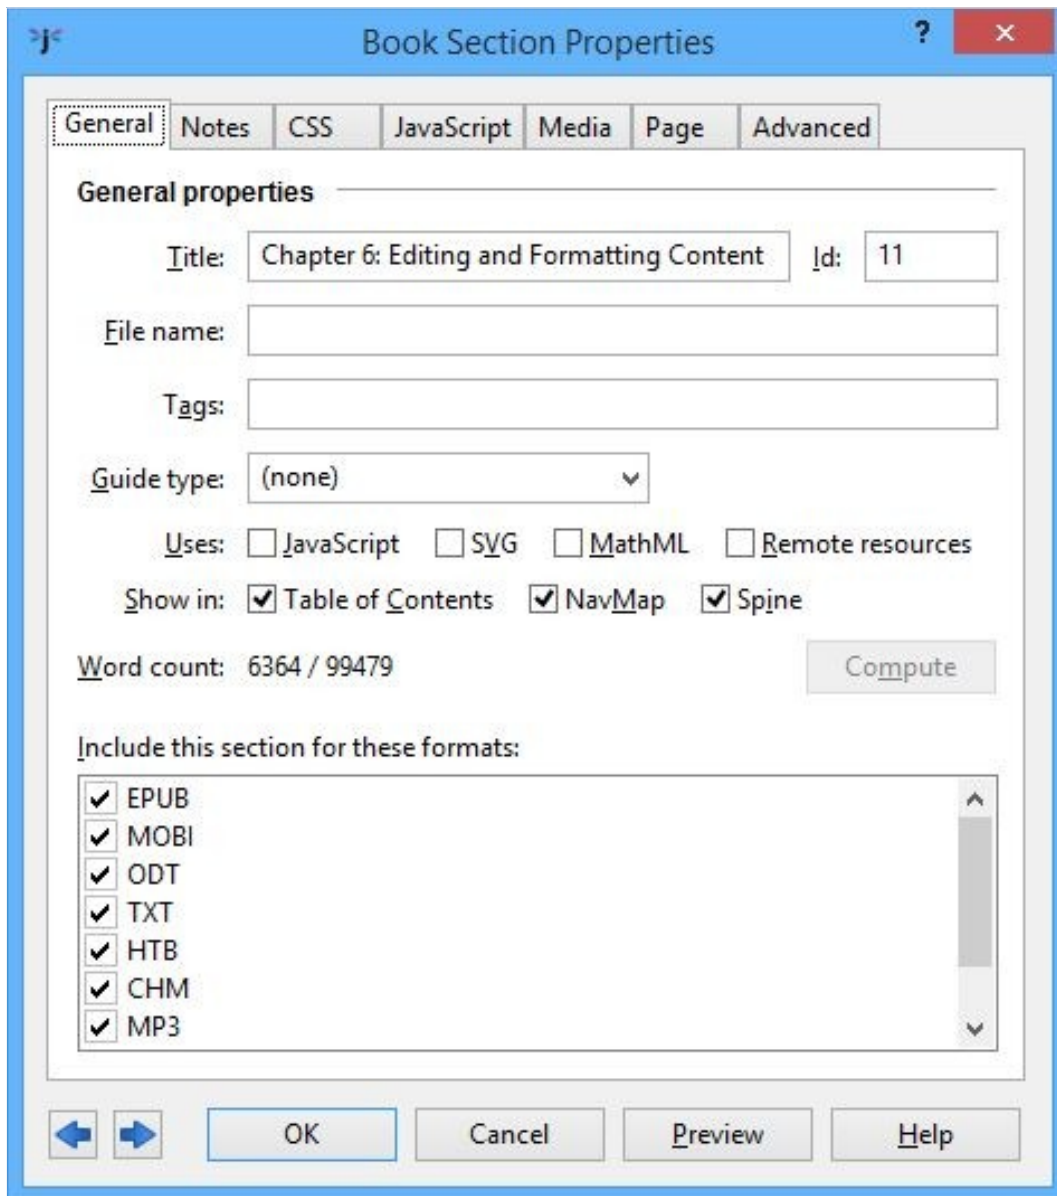 Book Section Properties ?
General Notes CSS JavaScript Media Page Advanced
General properties
Title: Chapter 6: Editing and Formatting Content Id: 11
File name:
Tags:
Guide type: (none)
Uses: JavaScript SVG MathML Remote resources
Show in: Table of Contents NavMap Spine
Word count: 6364 / 99479 Compute
Include this section for these formats:
EPUB
MOBI
ODT
TXT
HTB
CHM
MP3
OK Cancel Preview Help